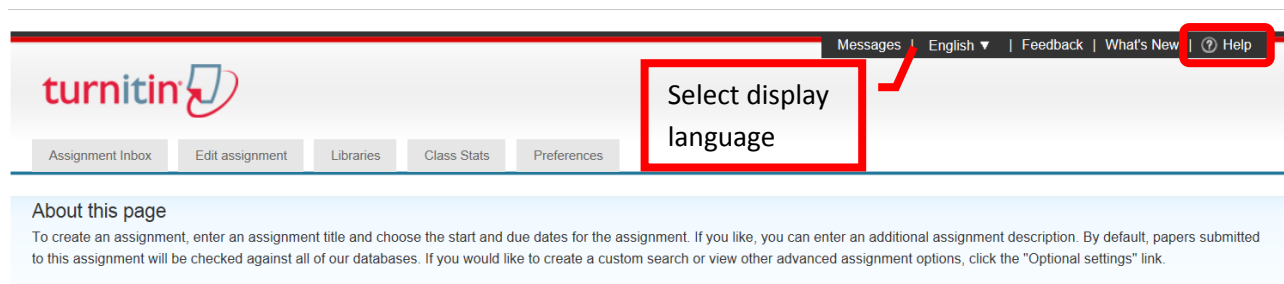 Messages | English ▼ | Feedback | What's New | ? Help
turnitin
Select display
language
Assignment Inbox Edit assignment Libraries Class Stats Preferences
About this page
To create an assignment, enter an assignment title and choose the start and due dates for the assignment. If you like, you can enter an additional assignment description. By default, papers submitted
to this assignment will be checked against all of our databases. If you would like to create a custom search or view other advanced assignment options, click the "Optional settings" link.